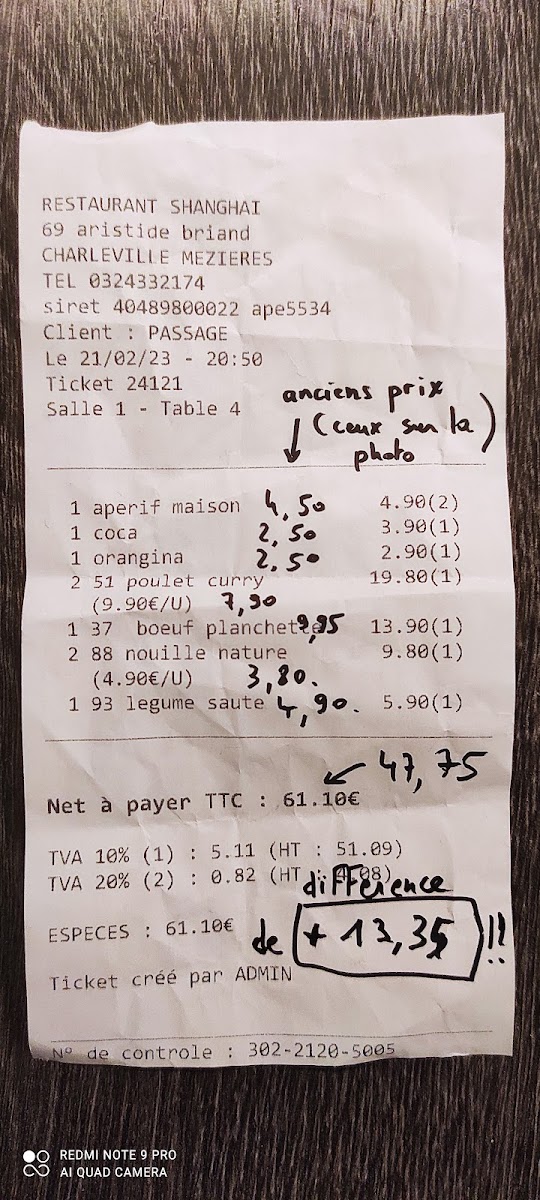 RESTAURANT SHANGHAI
69 aristide briand
CHARLEVILLE MEZIERES
TEL 0324332174
siret 40489800022 ape5534
Client : PASSAGE
Le 21/02/23 - 20:50
Ticket 24121
Salle 1 - Table 4
anciens prix
(ceux sur la
photo)
1 aperif maison 4,50 4.90(2)
1 coca 2,50 3.90(1)
1 orangina 2,50 2.90(1)
2 51 poulet curry 19.80(1)
(9.90€/U) 7,90
1 37 boeuf planchette 9,95 13.90(1)
2 88 nouille nature 9.80(1)
(4.90€/U) 3,80.
1 93 legume saute 4,90. 5.90(1)
47,75
Net à payer TTC : 61.10€
TVA 10% (1) : 5.11 (HT : 51.09)
TVA 20% (2) : 0.82 (HT : 4.08)
différence
ESPECES : 61.10€
de + 13,35 !!
Ticket créé par ADMIN
N° de controle : 302-2120-5005
REDMI NOTE 9 PRO
AI QUAD CAMERA